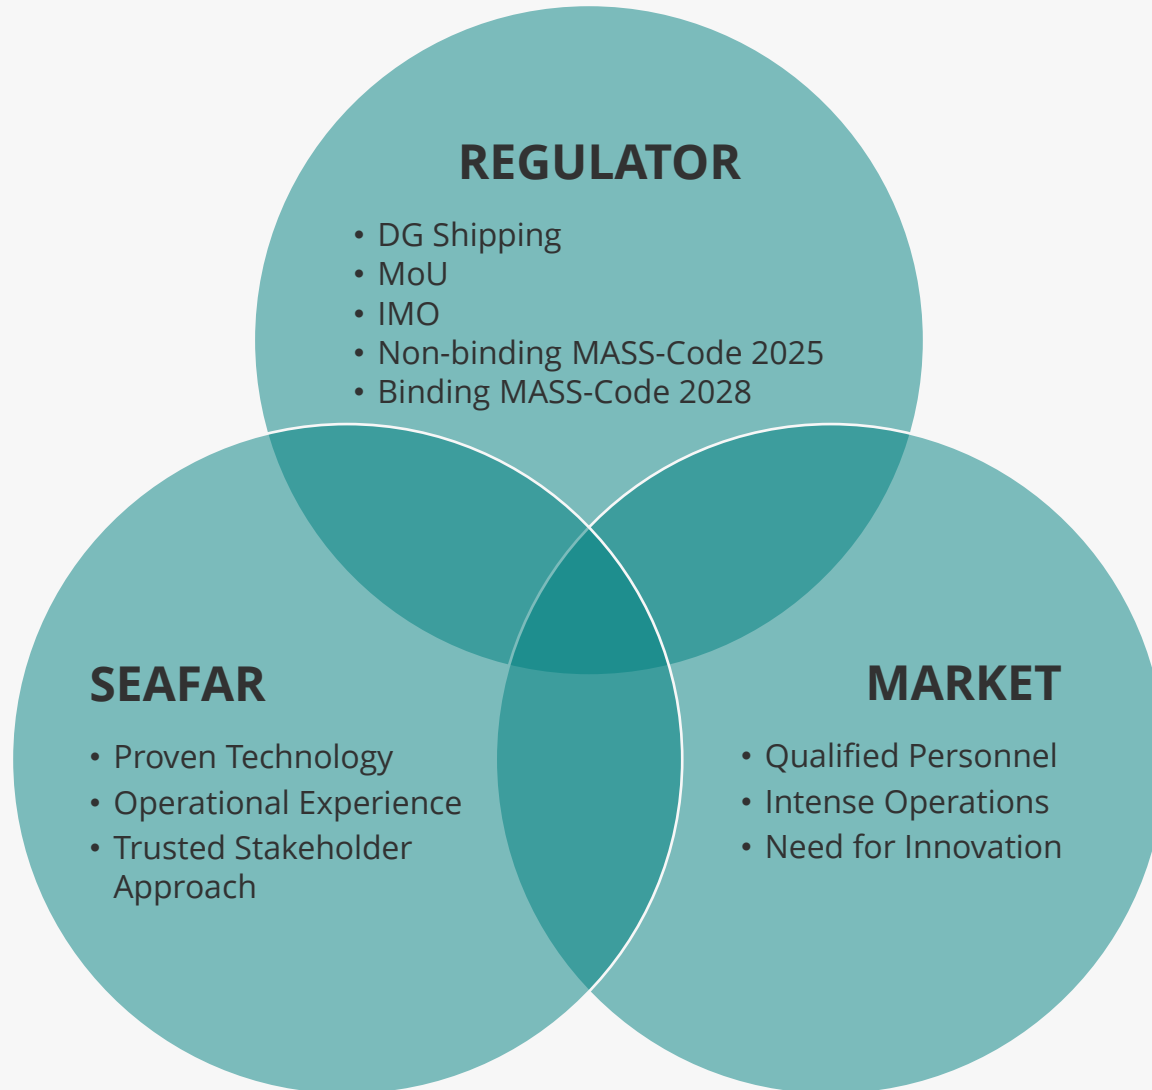 REGULATOR
• DG Shipping
• MoU
• IMO
• Non-binding MASS-Code 2025
• Binding MASS-Code 2028
SEAFAR
• Proven Technology
• Operational Experience
• Trusted Stakeholder
Approach
MARKET
• Qualified Personnel
• Intense Operations
• Need for Innovation